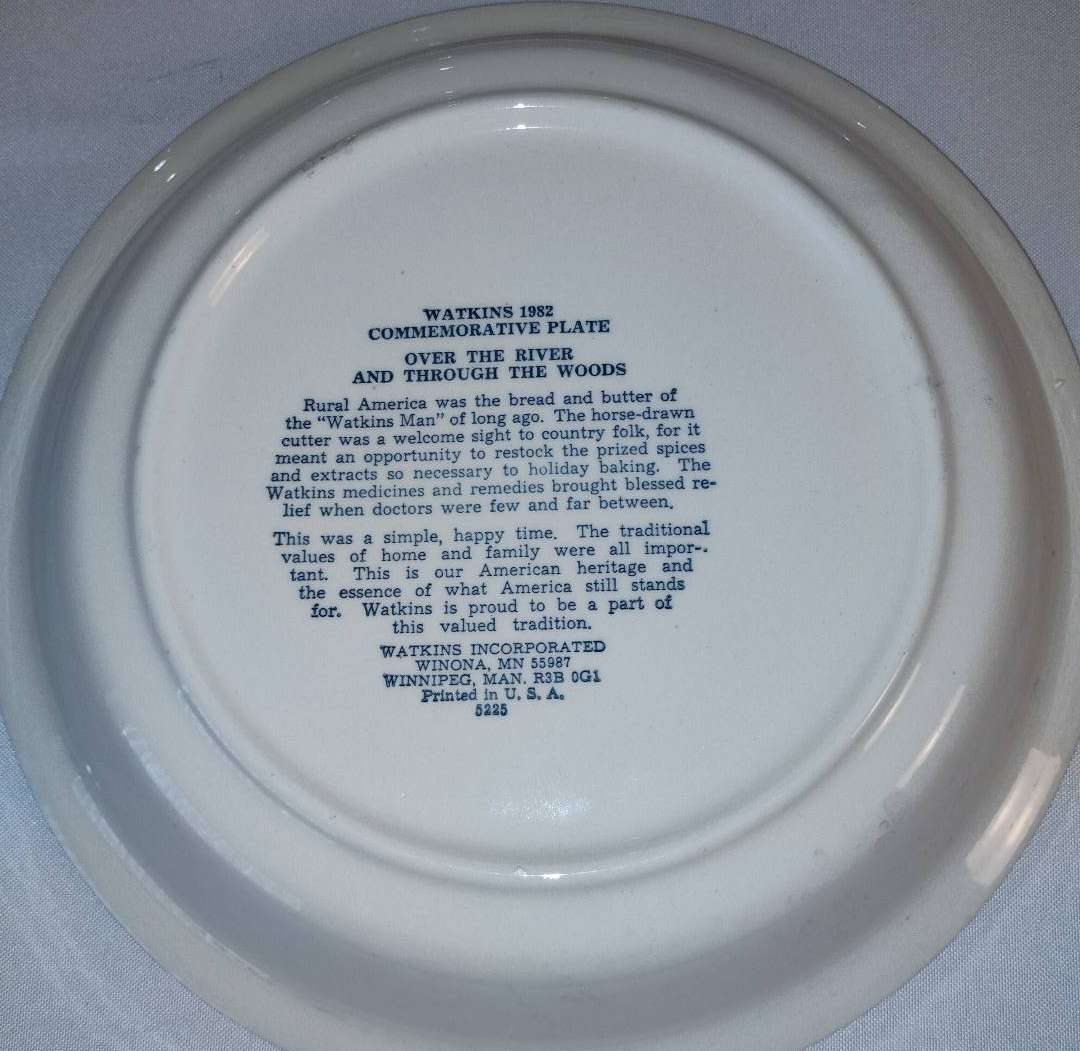 WATKINS 1982
COMMEMORATIVE PLATE
OVER THE RIVER
AND THROUGH THE WOODS
Rural America was the bread and butter of
the "Watkins Man" of long ago. The horse-drawn
cutter was a welcome sight to country folk, for it
meant an opportunity to restock the prized spices
and extracts so necessary to holiday baking. The
Watkins medicines and remedies brought blessed re-
lief when doctors were few and far between.
This was a simple, happy time. The traditional
values of home and family were all impor-.
tant. This is our American heritage and
the essence of what America still stands
for. Watkins is proud to be a part of
this valued tradition.
WATKINS INCORPORATED
WINONA, MN 55987
WINNIPEG, MAN. R3B 0G1
Printed in U. S. A.
5225